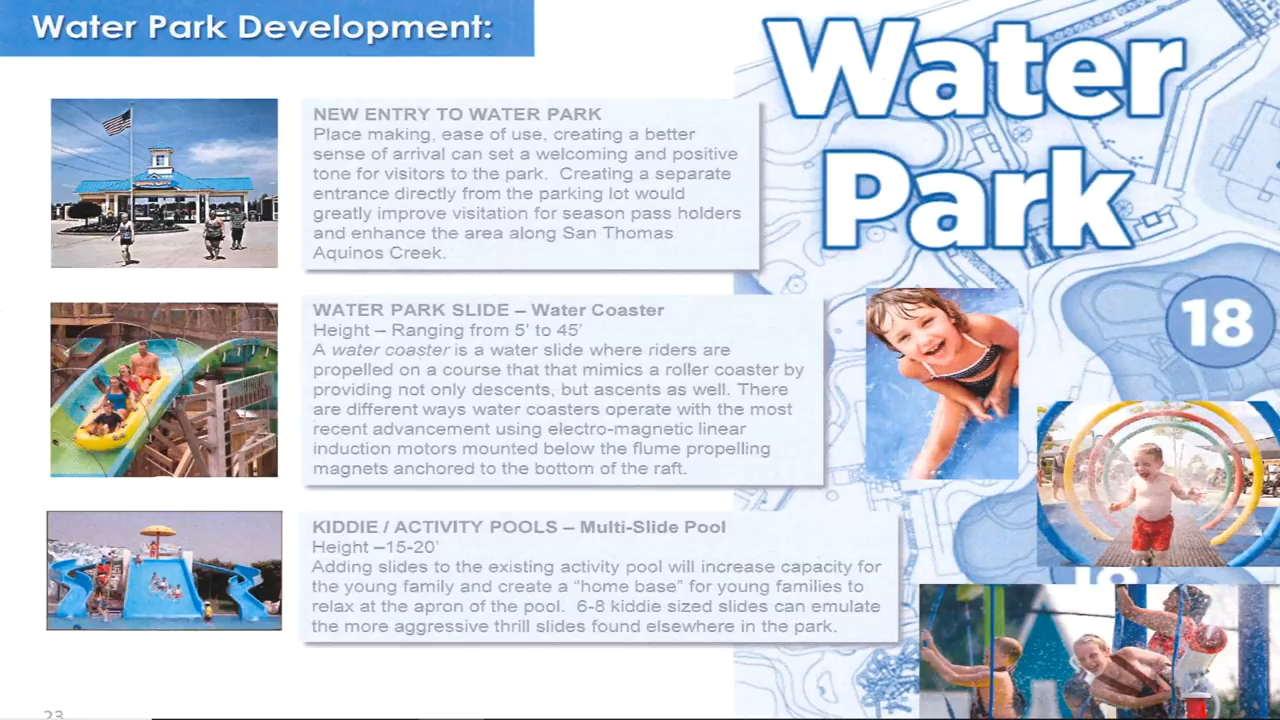 Water Park Development:
Water
Park
NEW ENTRY TO WATER PARK
Place making, ease of use, creating a better
sense of arrival can set a welcoming and positive
tone for visitors to the park. Creating a separate
entrance directly from the parking lot would
greatly improve visitation for season pass holders
and enhance the area along San Thomas
Aquinos Creek.
18
WATER PARK SLIDE – Water Coaster
Height – Ranging from 5' to 45'
A water coaster is a water slide where riders are
propelled on a course that that mimics a roller coaster by
providing not only descents, but ascents as well. There
are different ways water coasters operate with the most
recent advancement using electro-magnetic linear
induction motors mounted below the flume propelling
magnets anchored to the bottom of the raft.
KIDDIE / ACTIVITY POOLS – Multi-Slide Pool
Height –15-20'
Adding slides to the existing activity pool will increase capacity for
the young family and create a “home base” for young families to
relax at the apron of the pool. 6-8 kiddie sized slides can emulate
the more aggressive thrill slides found elsewhere in the park.
23